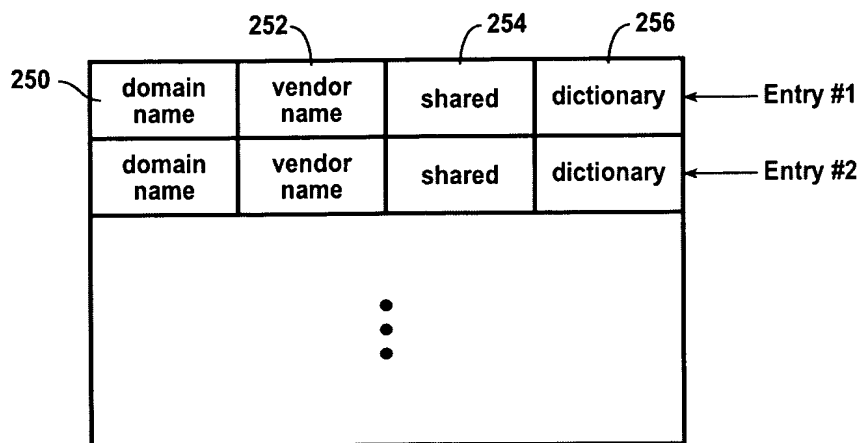 252 254 256
250 domain name vendor name shared dictionary Entry #1
domain name vendor name shared dictionary Entry #2